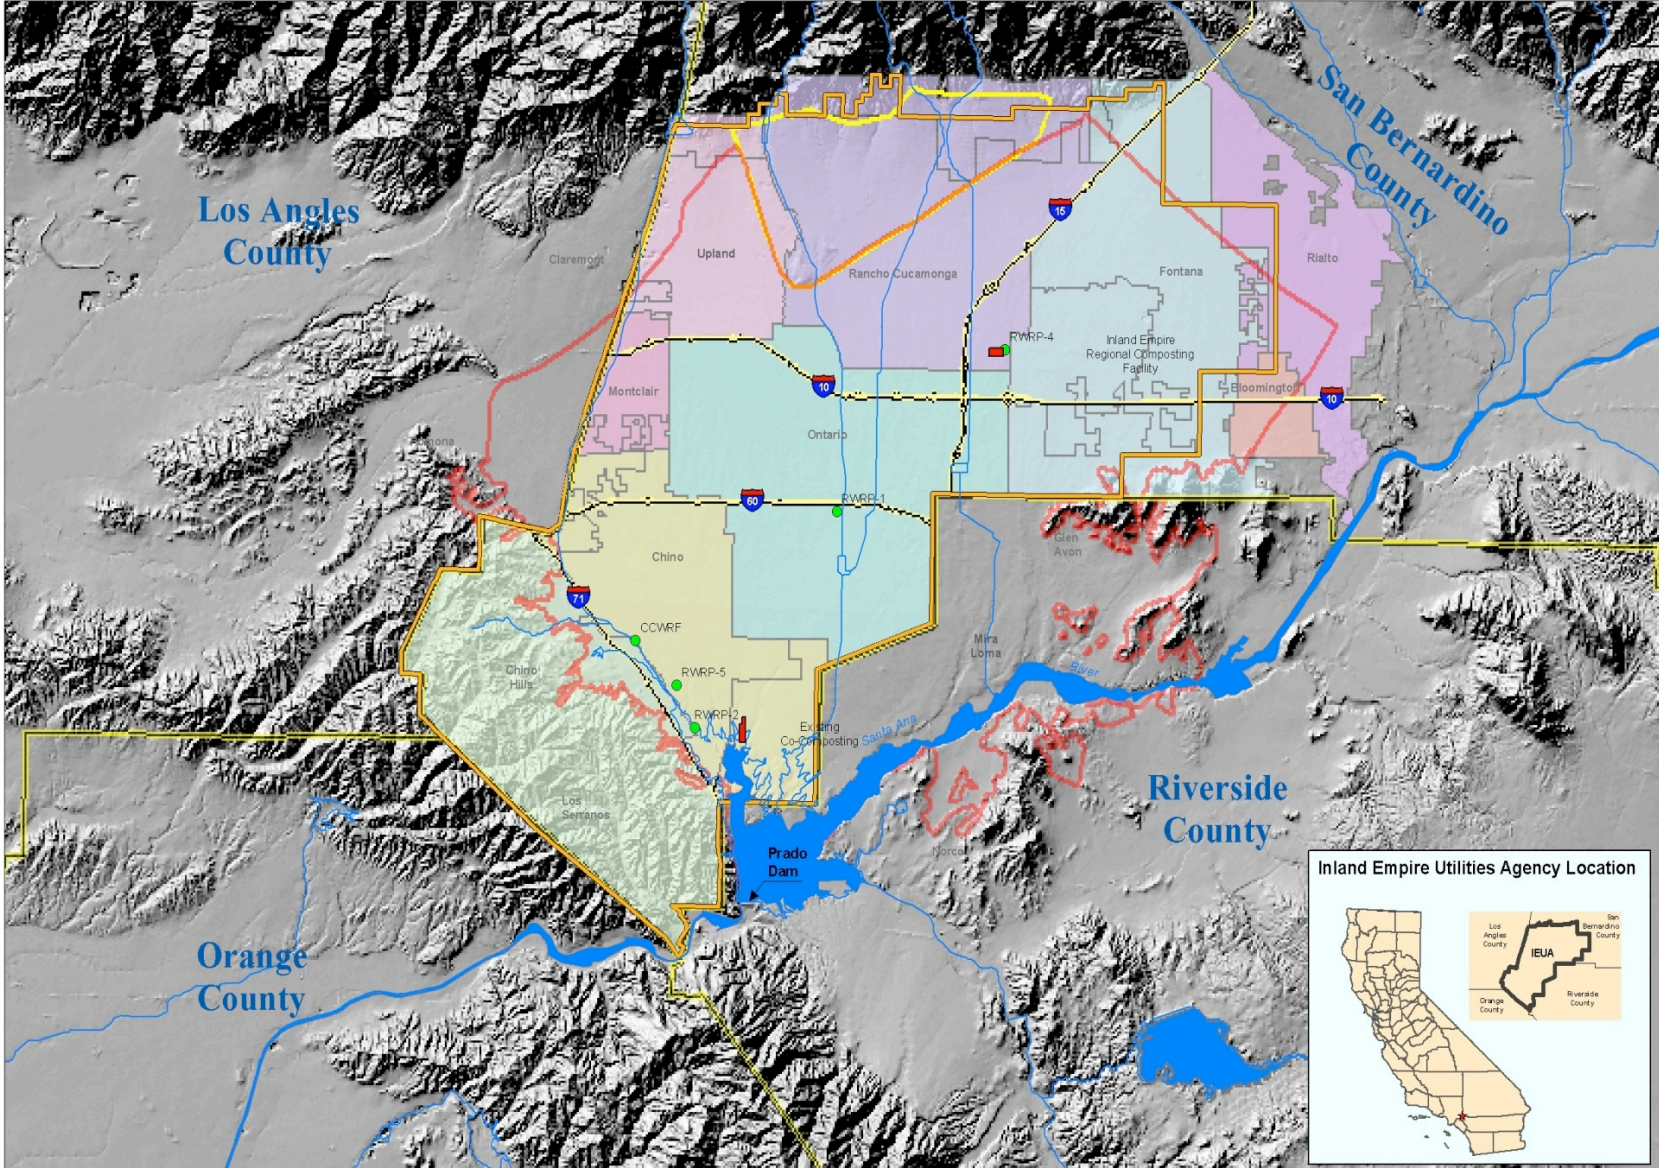 San Bernardino
County
Los Angles
County
15
Claremont
Upland
Rancho Cucamonga
Fontana
Rialto
RWRP-4
Inland Empire
Regional Composting
Facility
Montclair
10
Bloomington
10
Ontario
60
RWRP-1
Chino
Glen
Avon
71
CCWRF
Mira
Loma
Chino
Hills
RWRP-5
River
RWRP-2
Existing
Co-Composting
Santa Ana
Los
Serranos
Riverside
County
Prado
Dam
Norco
Orange
County
Inland Empire Utilities Agency Location
Los
Angles
County
San
Bernardino
County
IEUA
Orange
County
Riverside
County